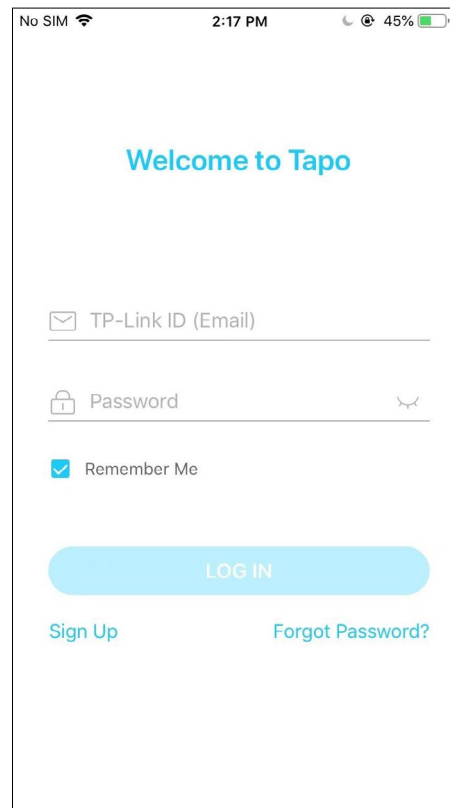 No SIM 2:17 PM 45%
Welcome to Tapo
TP-Link ID (Email)
Password
Remember Me
LOG IN
Sign Up Forgot Password?